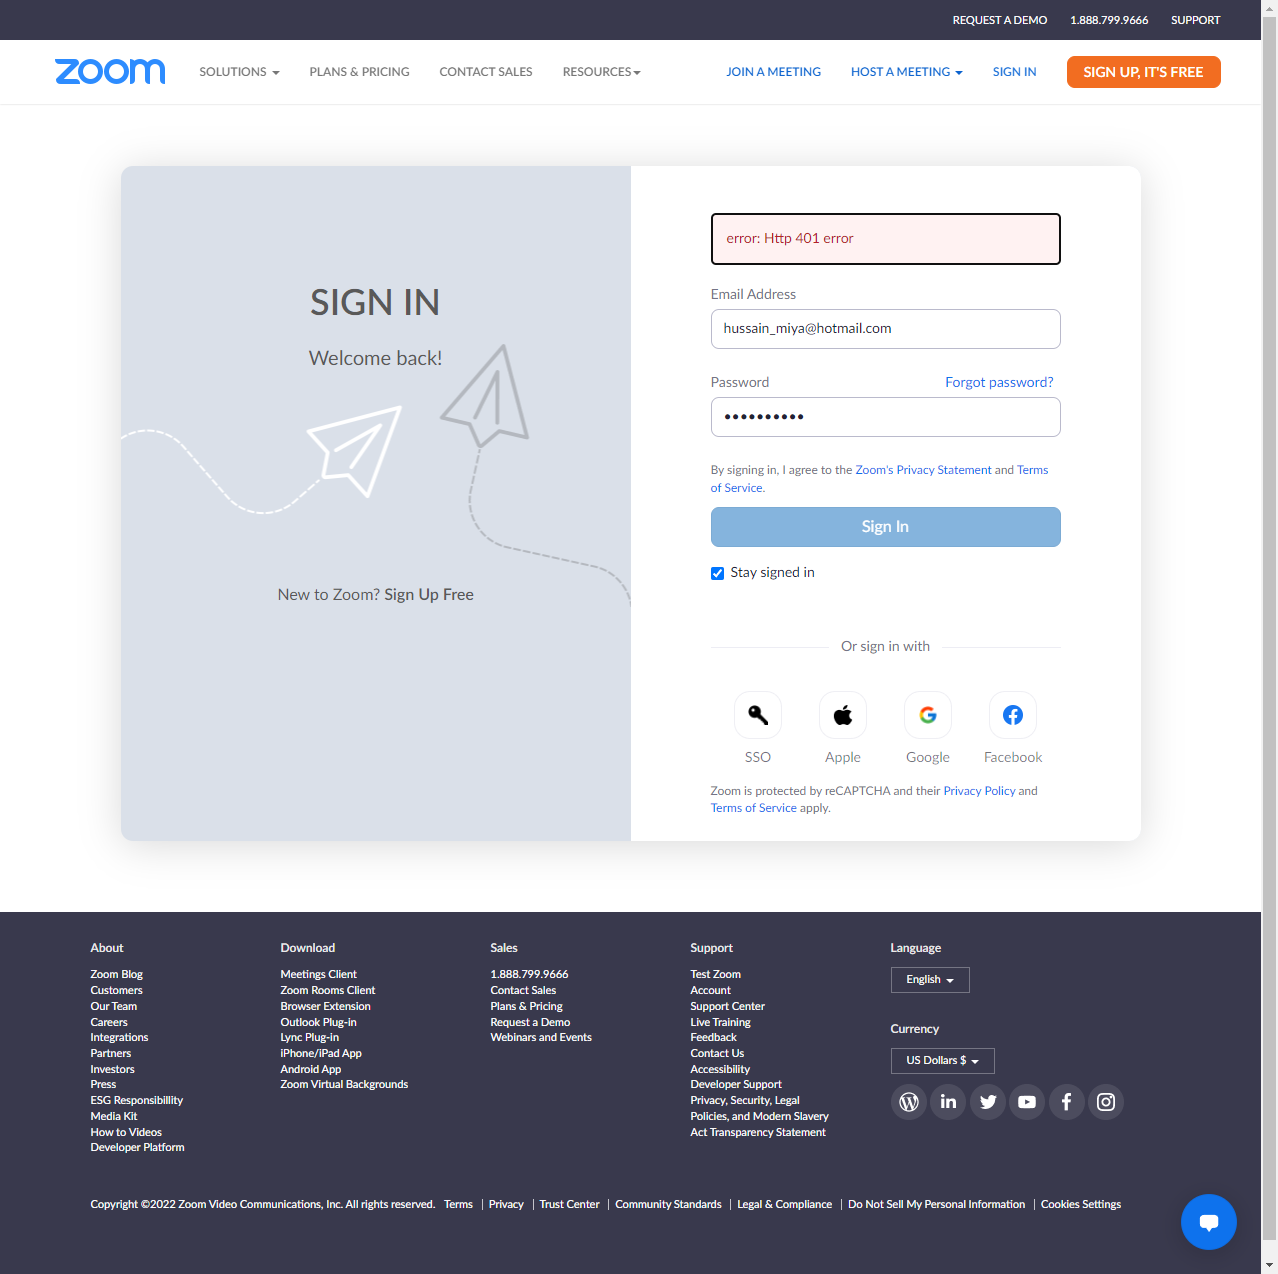 REQUEST A DEMO 1.888.799.9666 SUPPORT
zoom SOLUTIONS PLANS & PRICING CONTACT SALES RESOURCES JOIN A MEETING HOST A MEETING SIGN IN SIGN UP, IT'S FREE
SIGN IN
Welcome back!
New to Zoom? Sign Up Free
error: Http 401 error
Email Address
hussain_miya@hotmail.com
Password Forgot password?
••••••••••
By signing in, I agree to the Zoom's Privacy Statement and Terms
of Service.
Sign In
Stay signed in
Or sign in with
SSO Apple Google Facebook
Zoom is protected by reCAPTCHA and their Privacy Policy and
Terms of Service apply.
About
Zoom Blog
Customers
Our Team
Careers
Integrations
Partners
Investors
Press
ESG Responsibility
Media Kit
How to Videos
Developer Platform
Download
Meetings Client
Zoom Rooms Client
Browser Extension
Outlook Plug-in
Lync Plug-in
iPhone/iPad App
Android App
Zoom Virtual Backgrounds
Sales
1.888.799.9666
Contact Sales
Plans & Pricing
Request a Demo
Webinars and Events
Support
Test Zoom
Account
Support Center
Live Training
Feedback
Contact Us
Accessibility
Developer Support
Privacy, Security, Legal
Policies, and Modern Slavery
Act Transparency Statement
Language
English
Currency
US Dollars $
Copyright ©2022 Zoom Video Communications, Inc. All rights reserved. Terms | Privacy | Trust Center | Community Standards | Legal & Compliance | Do Not Sell My Personal Information | Cookies Settings